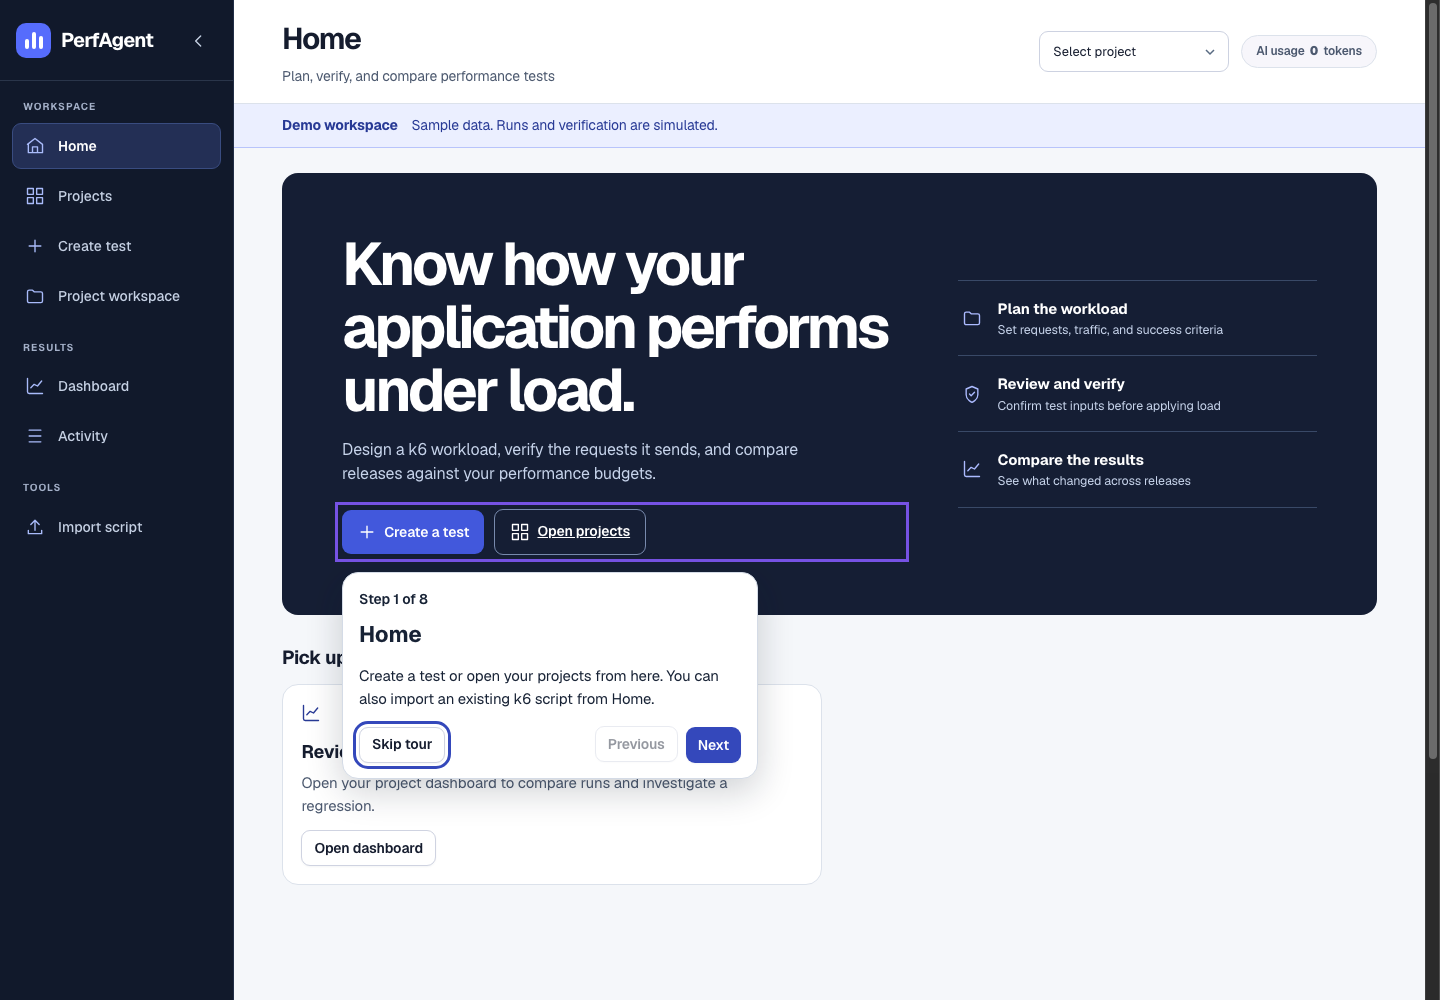 PerfAgent
WORKSPACE
Home
Projects
Create test
Project workspace
RESULTS
Dashboard
Activity
TOOLS
Import script
Home
Plan, verify, and compare performance tests
Select project
AI usage 0 tokens
Demo workspace Sample data. Runs and verification are simulated.
Know how your
application performs
under load.
Design a k6 workload, verify the requests it sends, and compare
releases against your performance budgets.
Create a test
Open projects
Plan the workload
Set requests, traffic, and success criteria
Review and verify
Confirm test inputs before applying load
Compare the results
See what changed across releases
Step 1 of 8
Home
Create a test or open your projects from here. You can
also import an existing k6 script from Home.
Skip tour
Previous
Next
Pick up
Open your project dashboard to compare runs and investigate a
regression.
Open dashboard